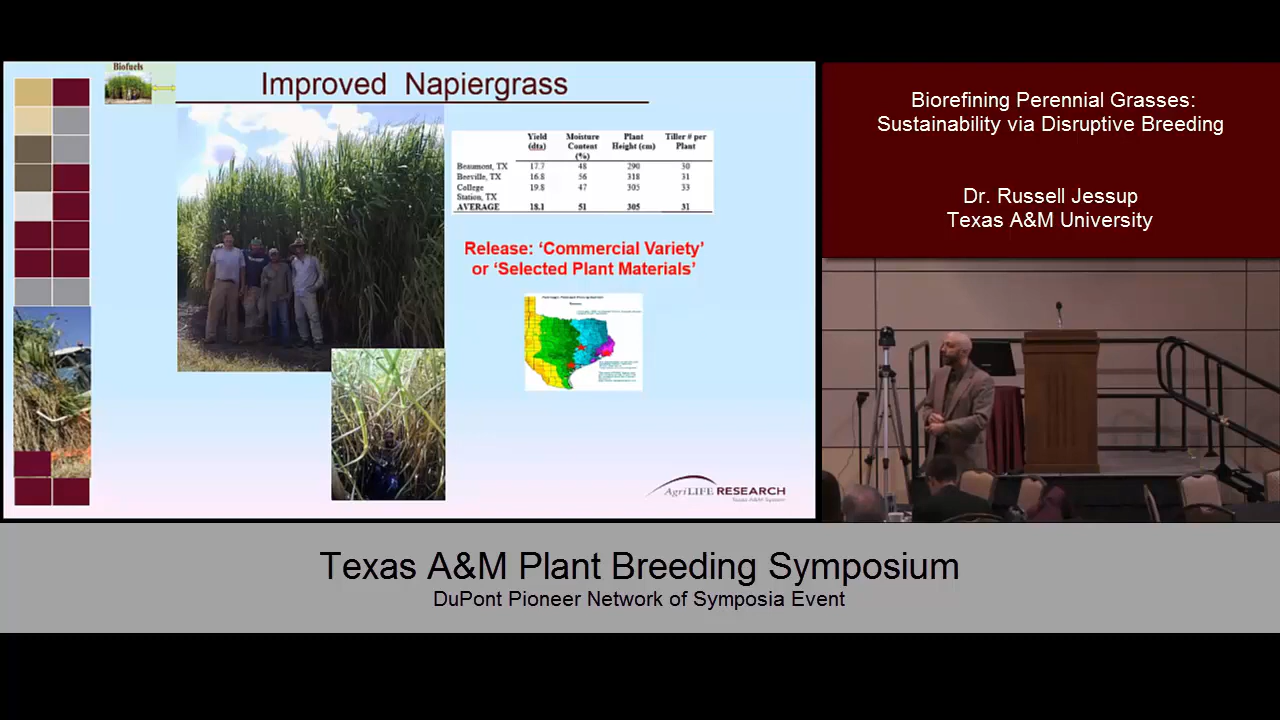 Biofuels
Improved Napiergrass
Yield (dta) Moisture Content (%) Plant Height (cm) Tiller # per Plant
Beaumont, TX 17.7 48 290 30
Beeville, TX 16.8 56 318 31
College Station, TX 19.8 47 305 33
AVERAGE 18.1 51 305 31
Release: ‘Commercial Variety’
or ‘Selected Plant Materials’
AgriLIFE RESEARCH
Texas A&M System
Biorefining Perennial Grasses:
Sustainability via Disruptive Breeding
Dr. Russell Jessup
Texas A&M University
Texas A&M Plant Breeding Symposium
DuPont Pioneer Network of Symposia Event